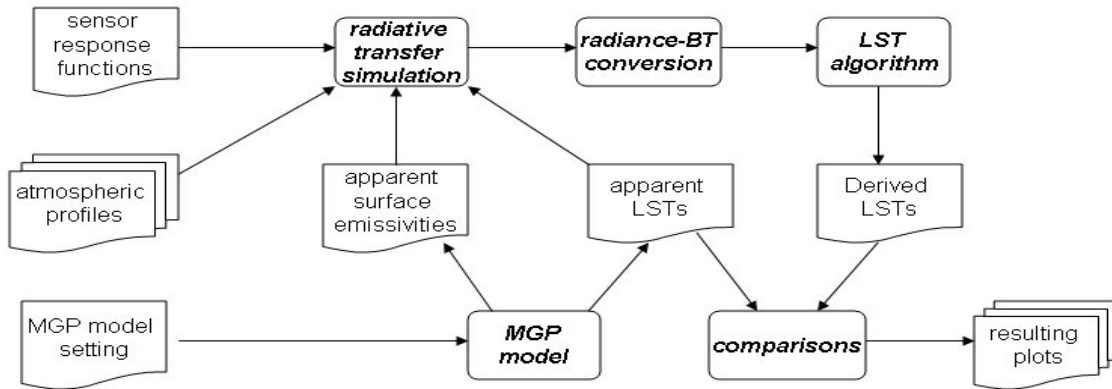 sensor
response
functions
radiative
transfer
simulation
radiance-BT
conversion
LST
algorithm
atmospheric
profiles
apparent
surface
emissivities
apparent
LSTs
Derived
LSTs
MGP model
setting
MGP
model
comparisons
resulting
plots